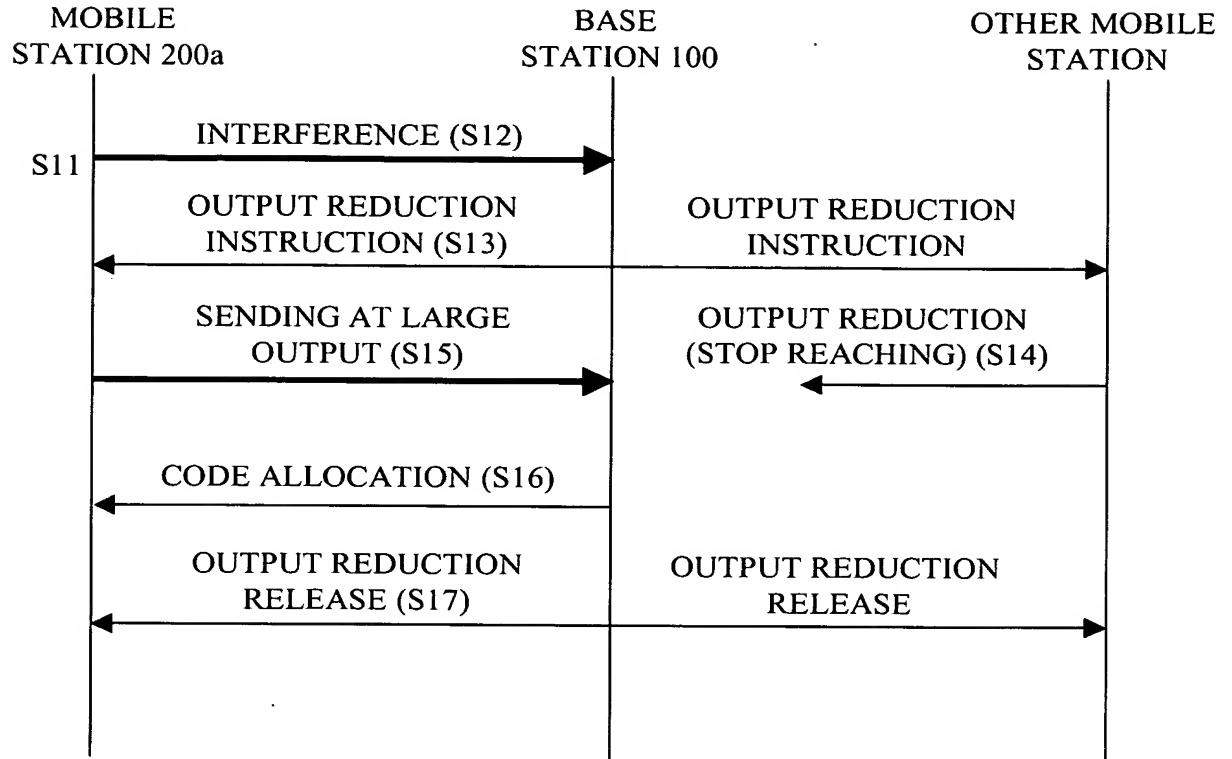 MOBILE
STATION 200a
BASE
STATION 100
OTHER MOBILE
STATION
INTERFERENCE (S12)
S11
OUTPUT REDUCTION
INSTRUCTION (S13)
OUTPUT REDUCTION
INSTRUCTION
SENDING AT LARGE
OUTPUT (S15)
OUTPUT REDUCTION
(STOP REACHING) (S14)
CODE ALLOCATION (S16)
OUTPUT REDUCTION
RELEASE (S17)
OUTPUT REDUCTION
RELEASE